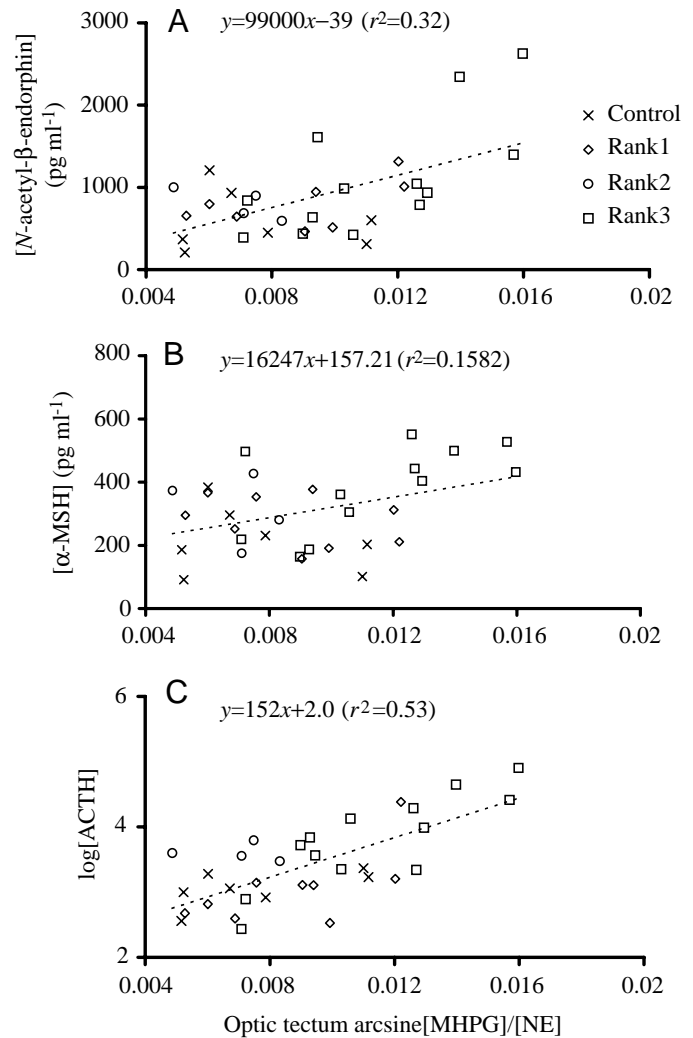 A
y=99000x−39 (r²=0.32)
[N-acetyl-β-endorphin]
(pg ml⁻¹)
3000
2000
1000
0
0.004 0.008 0.012 0.016 0.02
× Control
◇ Rank1
○ Rank2
□ Rank3
B
y=16247x+157.21 (r²=0.1582)
[α-MSH] (pg ml⁻¹)
800
600
400
200
0
0.004 0.008 0.012 0.016 0.02
C
y=152x+2.0 (r²=0.53)
log[ACTH]
6
4
2
0.004 0.008 0.012 0.016 0.02
Optic tectum arcsine[MHPG]/[NE]